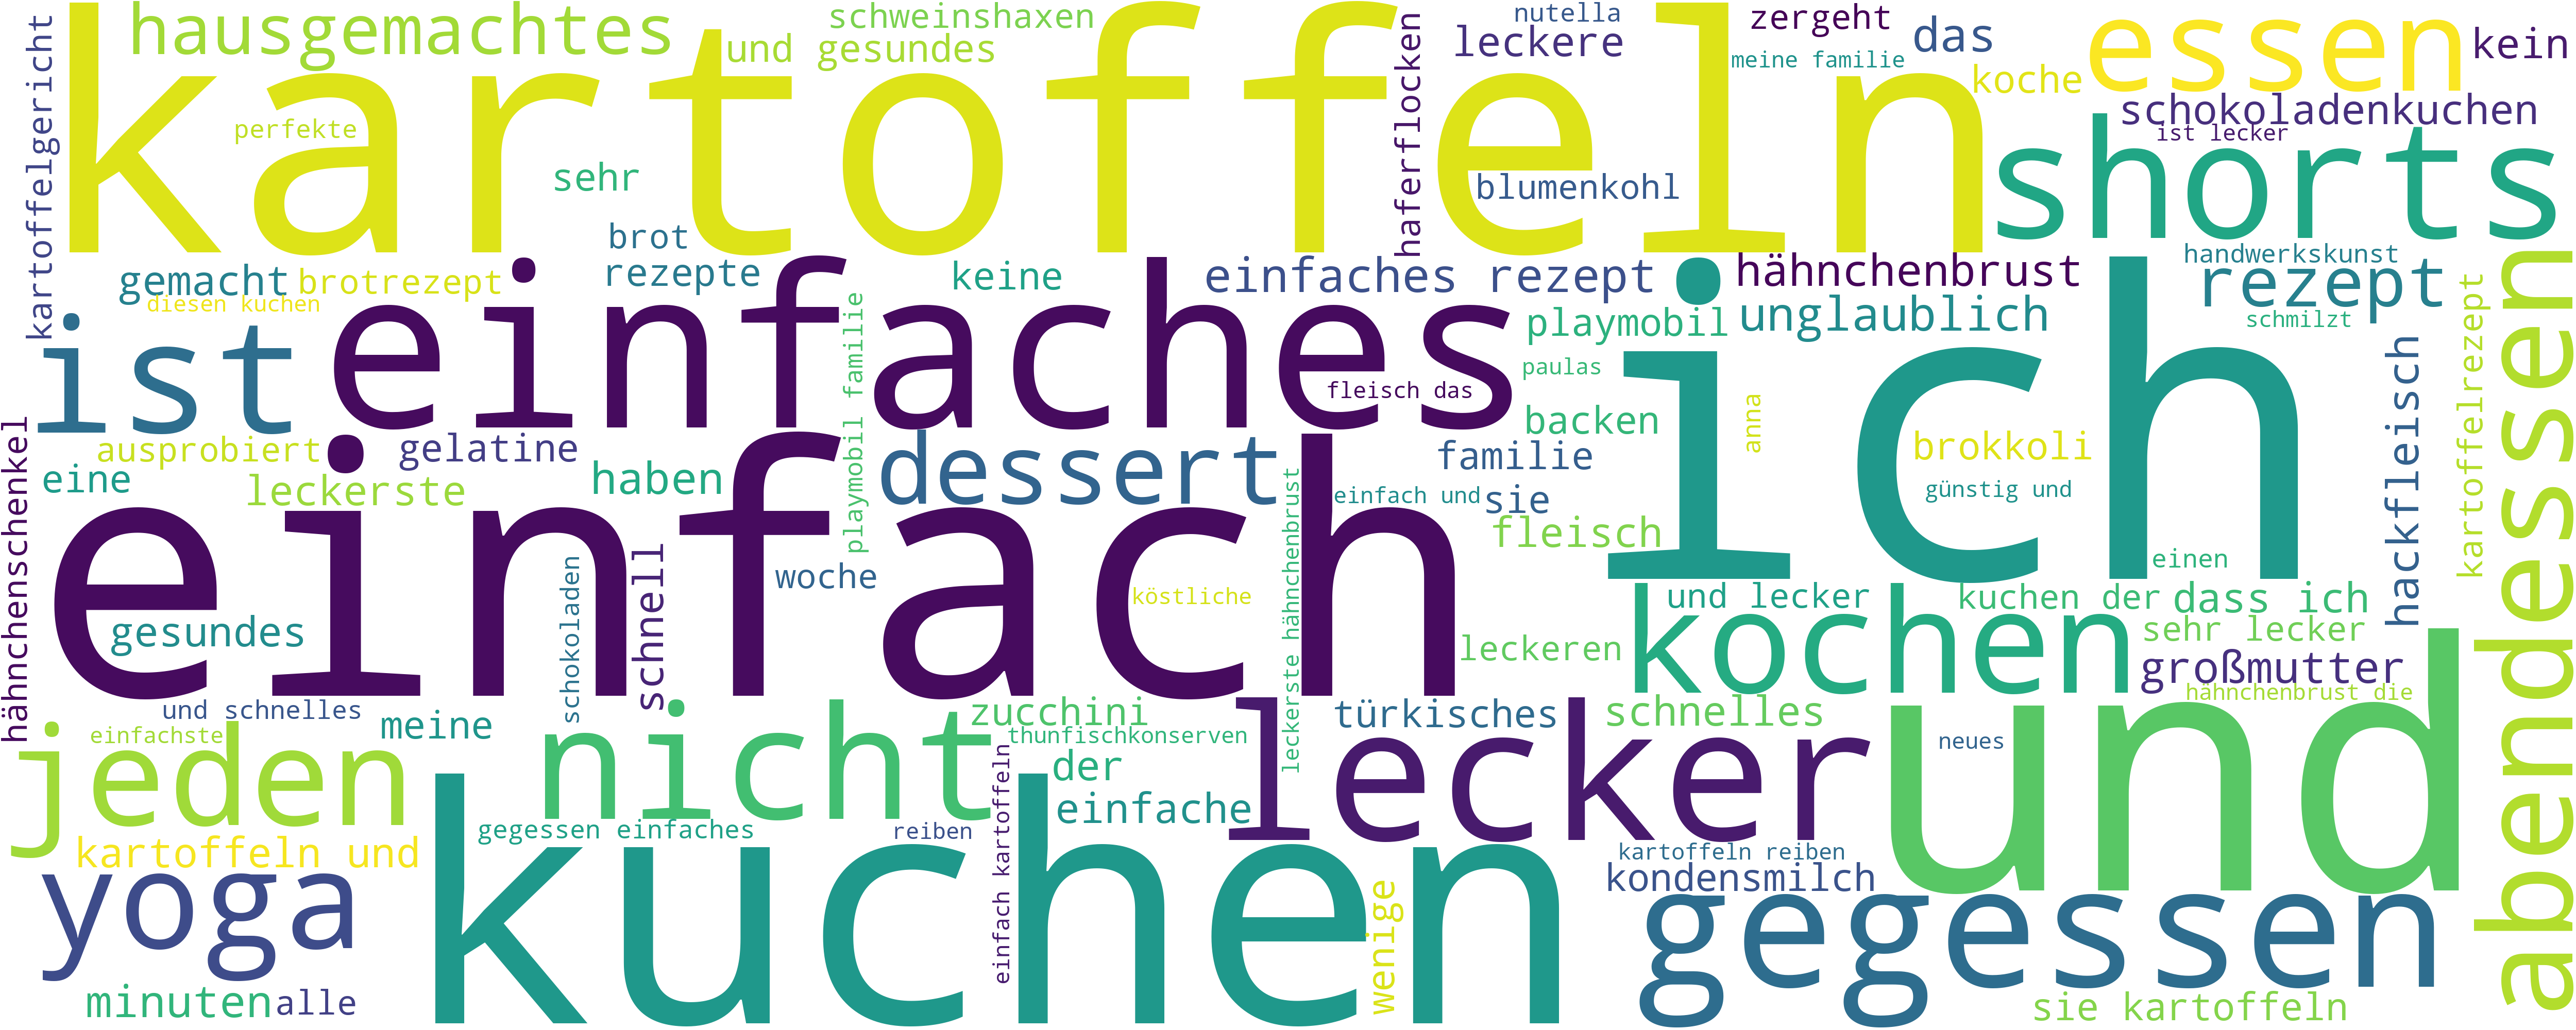 kartoffeln
hausgemachtes
schweinshaxen
und gesundes
nutella
leckere
zergeht
meine familie
das
koche
essen
kein
schokoladenkuchen
ist lecker
shorts
kartoffelgericht
perfekte
sehr
haferflocken
blumenkohl
brot
rezepte
gemacht
brotrezept
diesen kuchen
keine
einfaches rezept
hähnchenbrust
handwerkskunst
rezept
schmilzt
unglaublich
playmobil
ist
einfaches
playmobil familie
fleisch das
paulas
backen
anna
ich
brokkoli
günstig und
hackfleisch
kartoffelrezept
abendessen
hähnchenschenkel
ausprobiert
gelatine
eine
leckerste
haben
dessert
familie
einfach und
sie
fleisch
einfach
schnell
schokoladen
woche
köstliche
leckerste hähnchenbrust
gesundes
einen
und lecker
kuchen der
dass ich
kochen
sehr lecker
leckeren
großmutter
hähnchenbrust die
und schnelles
meine
einfachste
jeden
nicht
zucchini
thunfischkonserven
der
einfache
türkisches
schnelles
lecker
neues
und
kartoffeln und
gegessen einfaches
reiben
einfach kartoffeln
kuchen
yoga
kartoffeln reiben
kondensmilch
wenige
gegessen
minuten
alle
sie kartoffeln